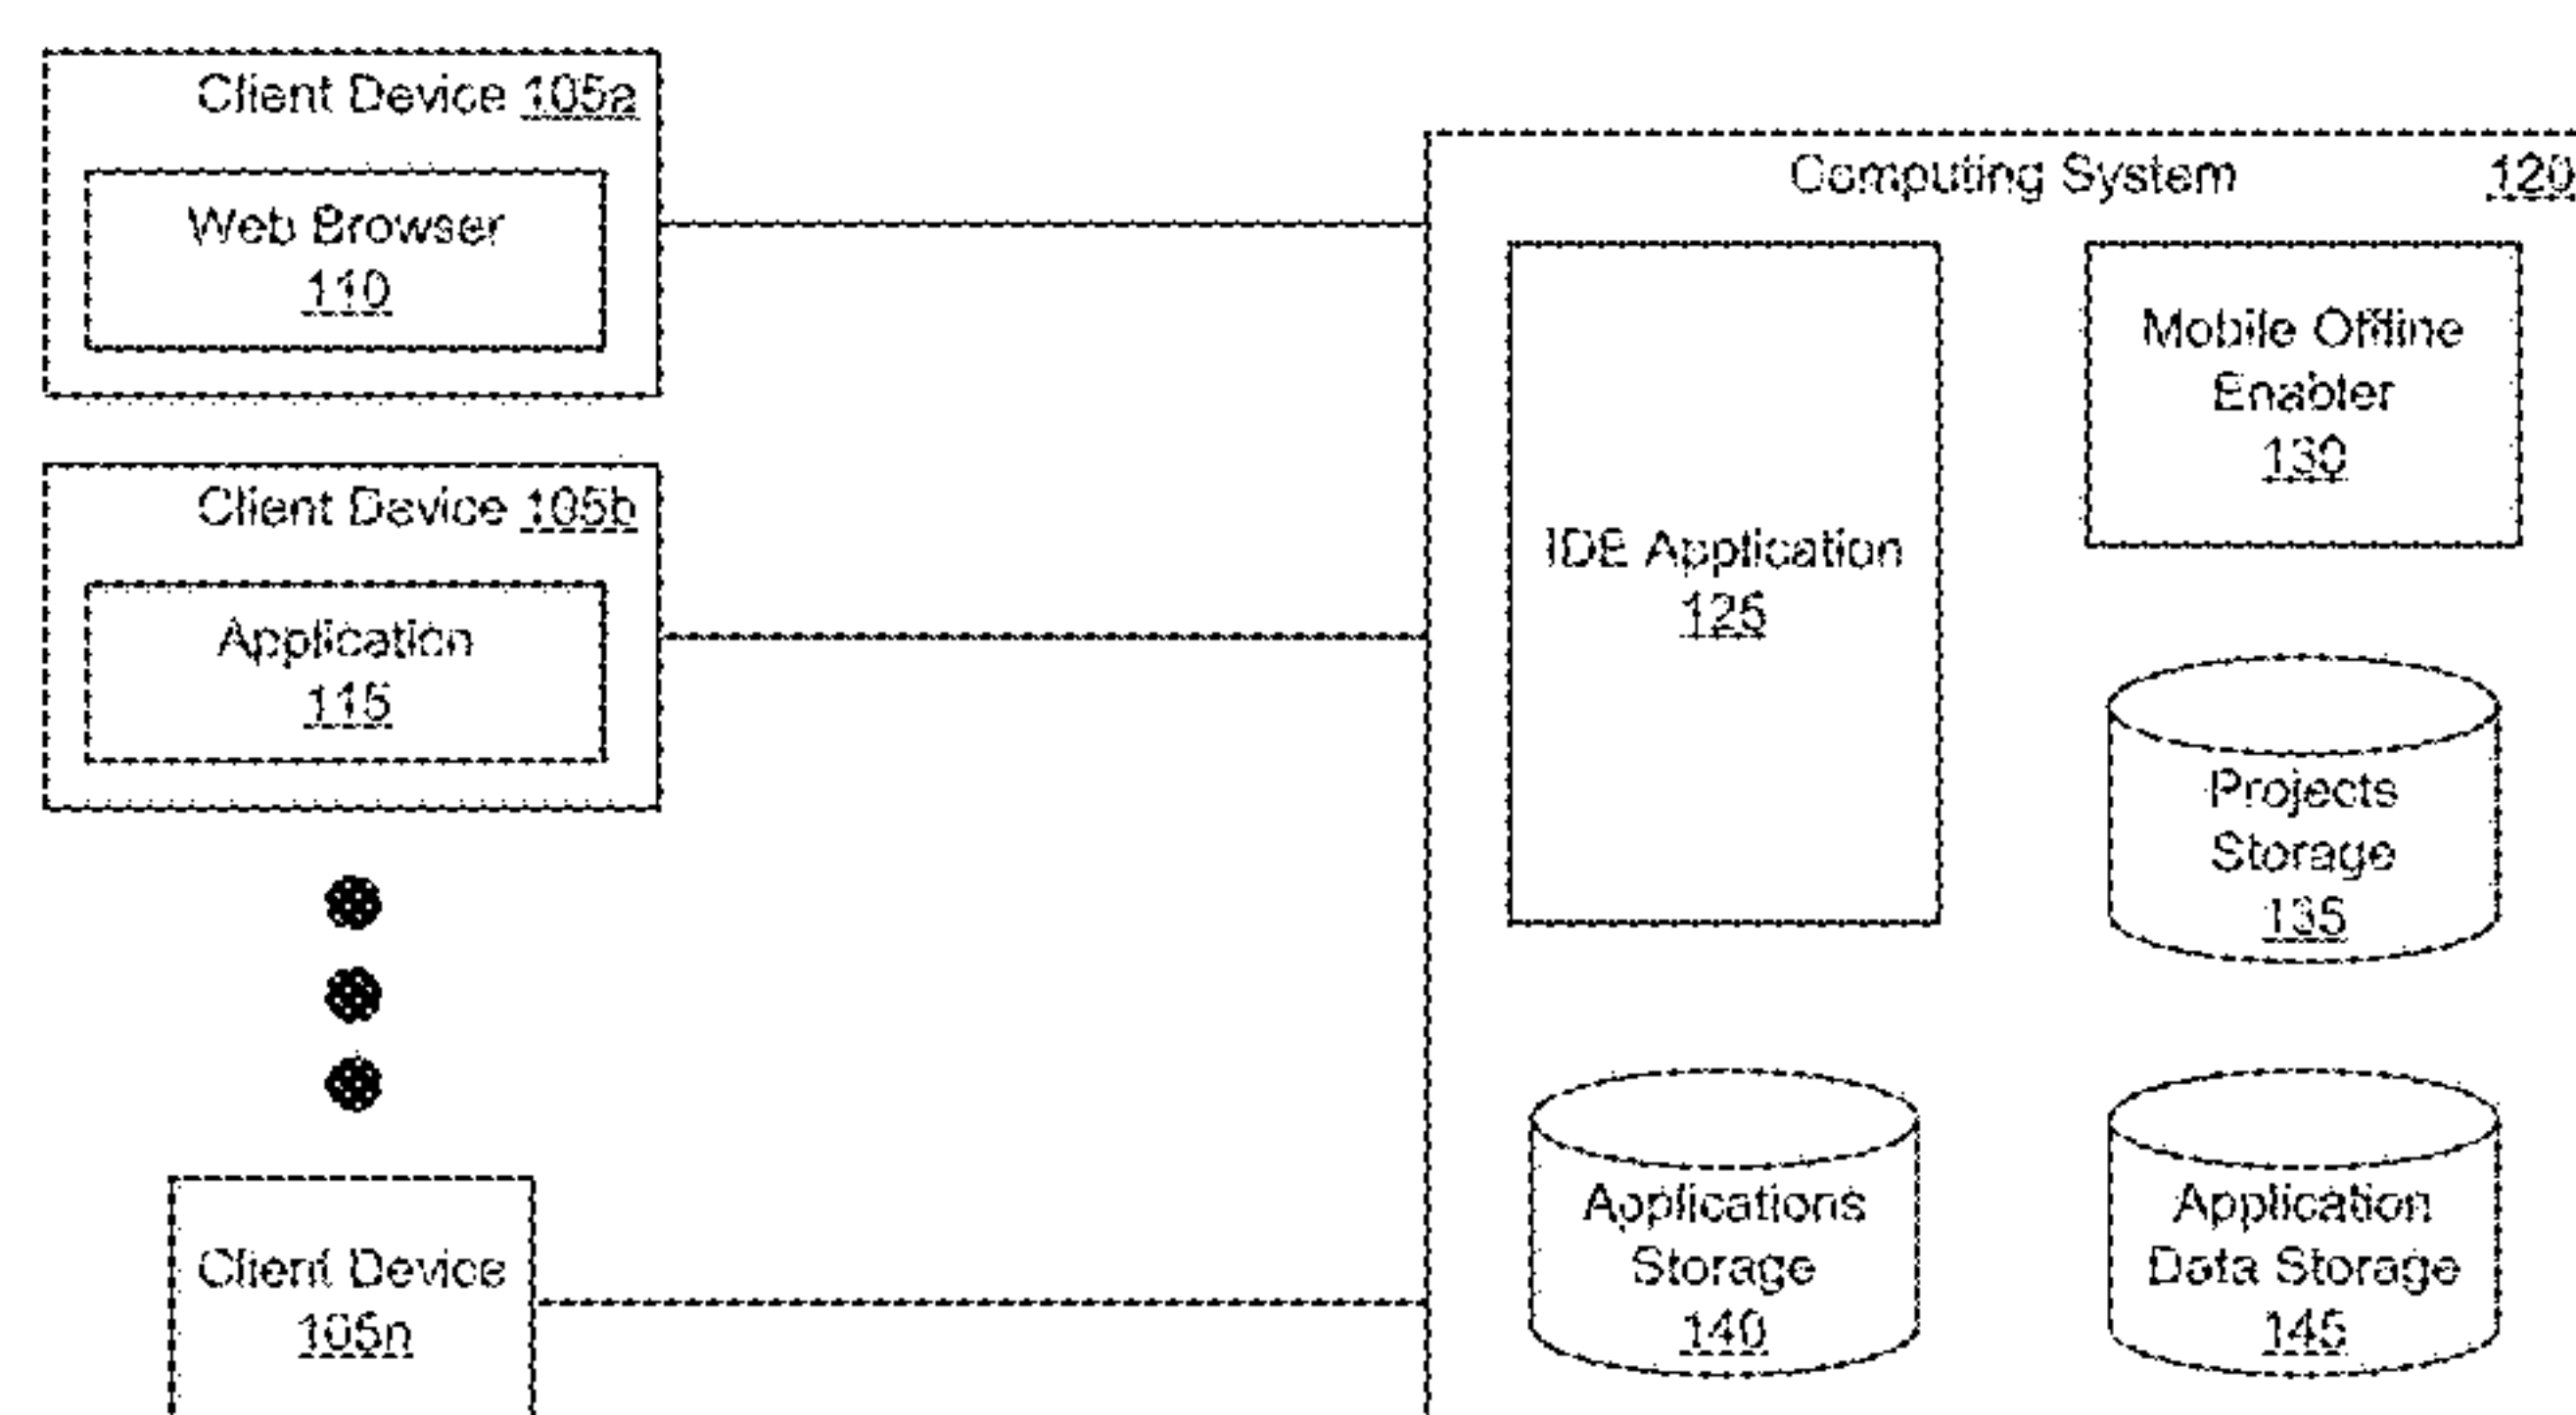 Client Device 105a
Web Browser
110
Client Device 105b
Application
115
Client Device
105n
Computing System 120
IDE Application
125
Mobile Offline
Enabler
130
Projects
Storage
135
Applications
Storage
140
Application
Data Storage
145